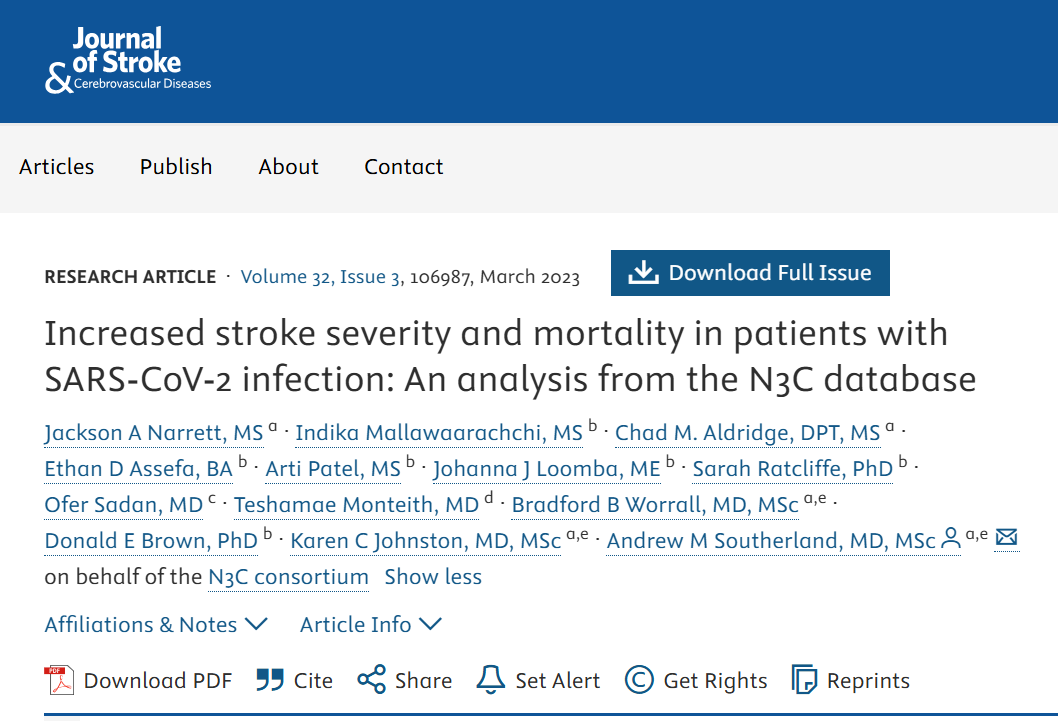 Journal
of Stroke
& Cerebrovascular Diseases
Articles Publish About Contact
RESEARCH ARTICLE · Volume 32, Issue 3, 106987, March 2023 Download Full Issue
Increased stroke severity and mortality in patients with
SARS-CoV-2 infection: An analysis from the N3C database
Jackson A Narrett, MS a · Indika Mallawaarachchi, MS b · Chad M. Aldridge, DPT, MS a ·
Ethan D Assefa, BA b · Arti Patel, MS b · Johanna J Loomba, ME b · Sarah Ratcliffe, PhD b ·
Ofer Sadan, MD c · Teshamae Monteith, MD d · Bradford B Worrall, MD, MSc a,e ·
Donald E Brown, PhD b · Karen C Johnston, MD, MSc a,e · Andrew M Southerland, MD, MSc a,e
on behalf of the N3C consortium Show less
Affiliations & Notes Article Info
PDF Download PDF Cite Share Set Alert © Get Rights Reprints